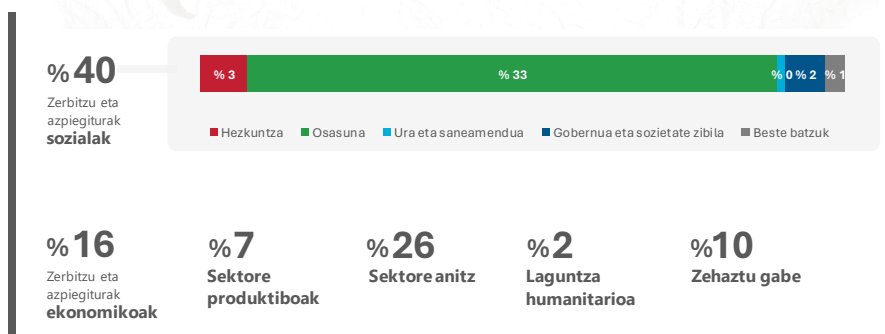 % 40
Zerbitzu eta
azpiegiturak
sozialak
% 3 % 33 % 0 % 2 % 1
Hezkuntza Osasuna Ura eta saneamendua Gobernua eta sozietate zibila Beste batzuk
% 16
Zerbitzu eta
azpiegiturak
ekonomikoak
% 7
Sektore
produktiboak
% 26
Sektore anitz
% 2
Laguntza
humanitarioa
%10
Zehaztu gabe